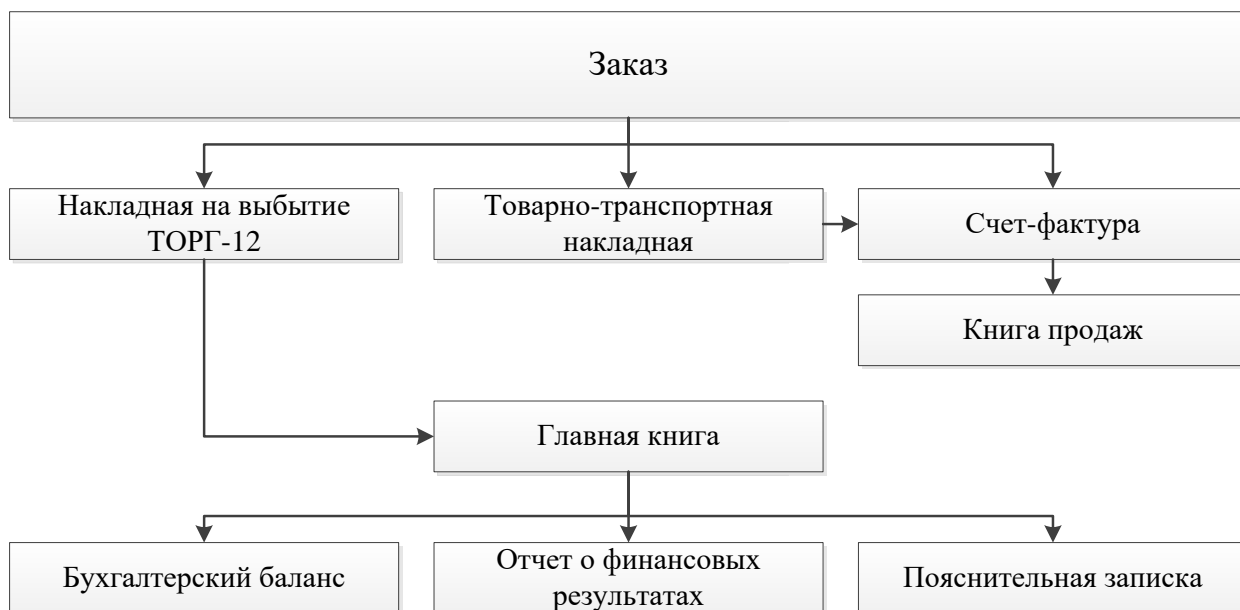 Заказ
Накладная на выбытие
ТОРГ-12
Товарно-транспортная
накладная
Счет-фактура
Книга продаж
Главная книга
Бухгалтерский баланс
Отчет о финансовых
результатах
Пояснительная записка